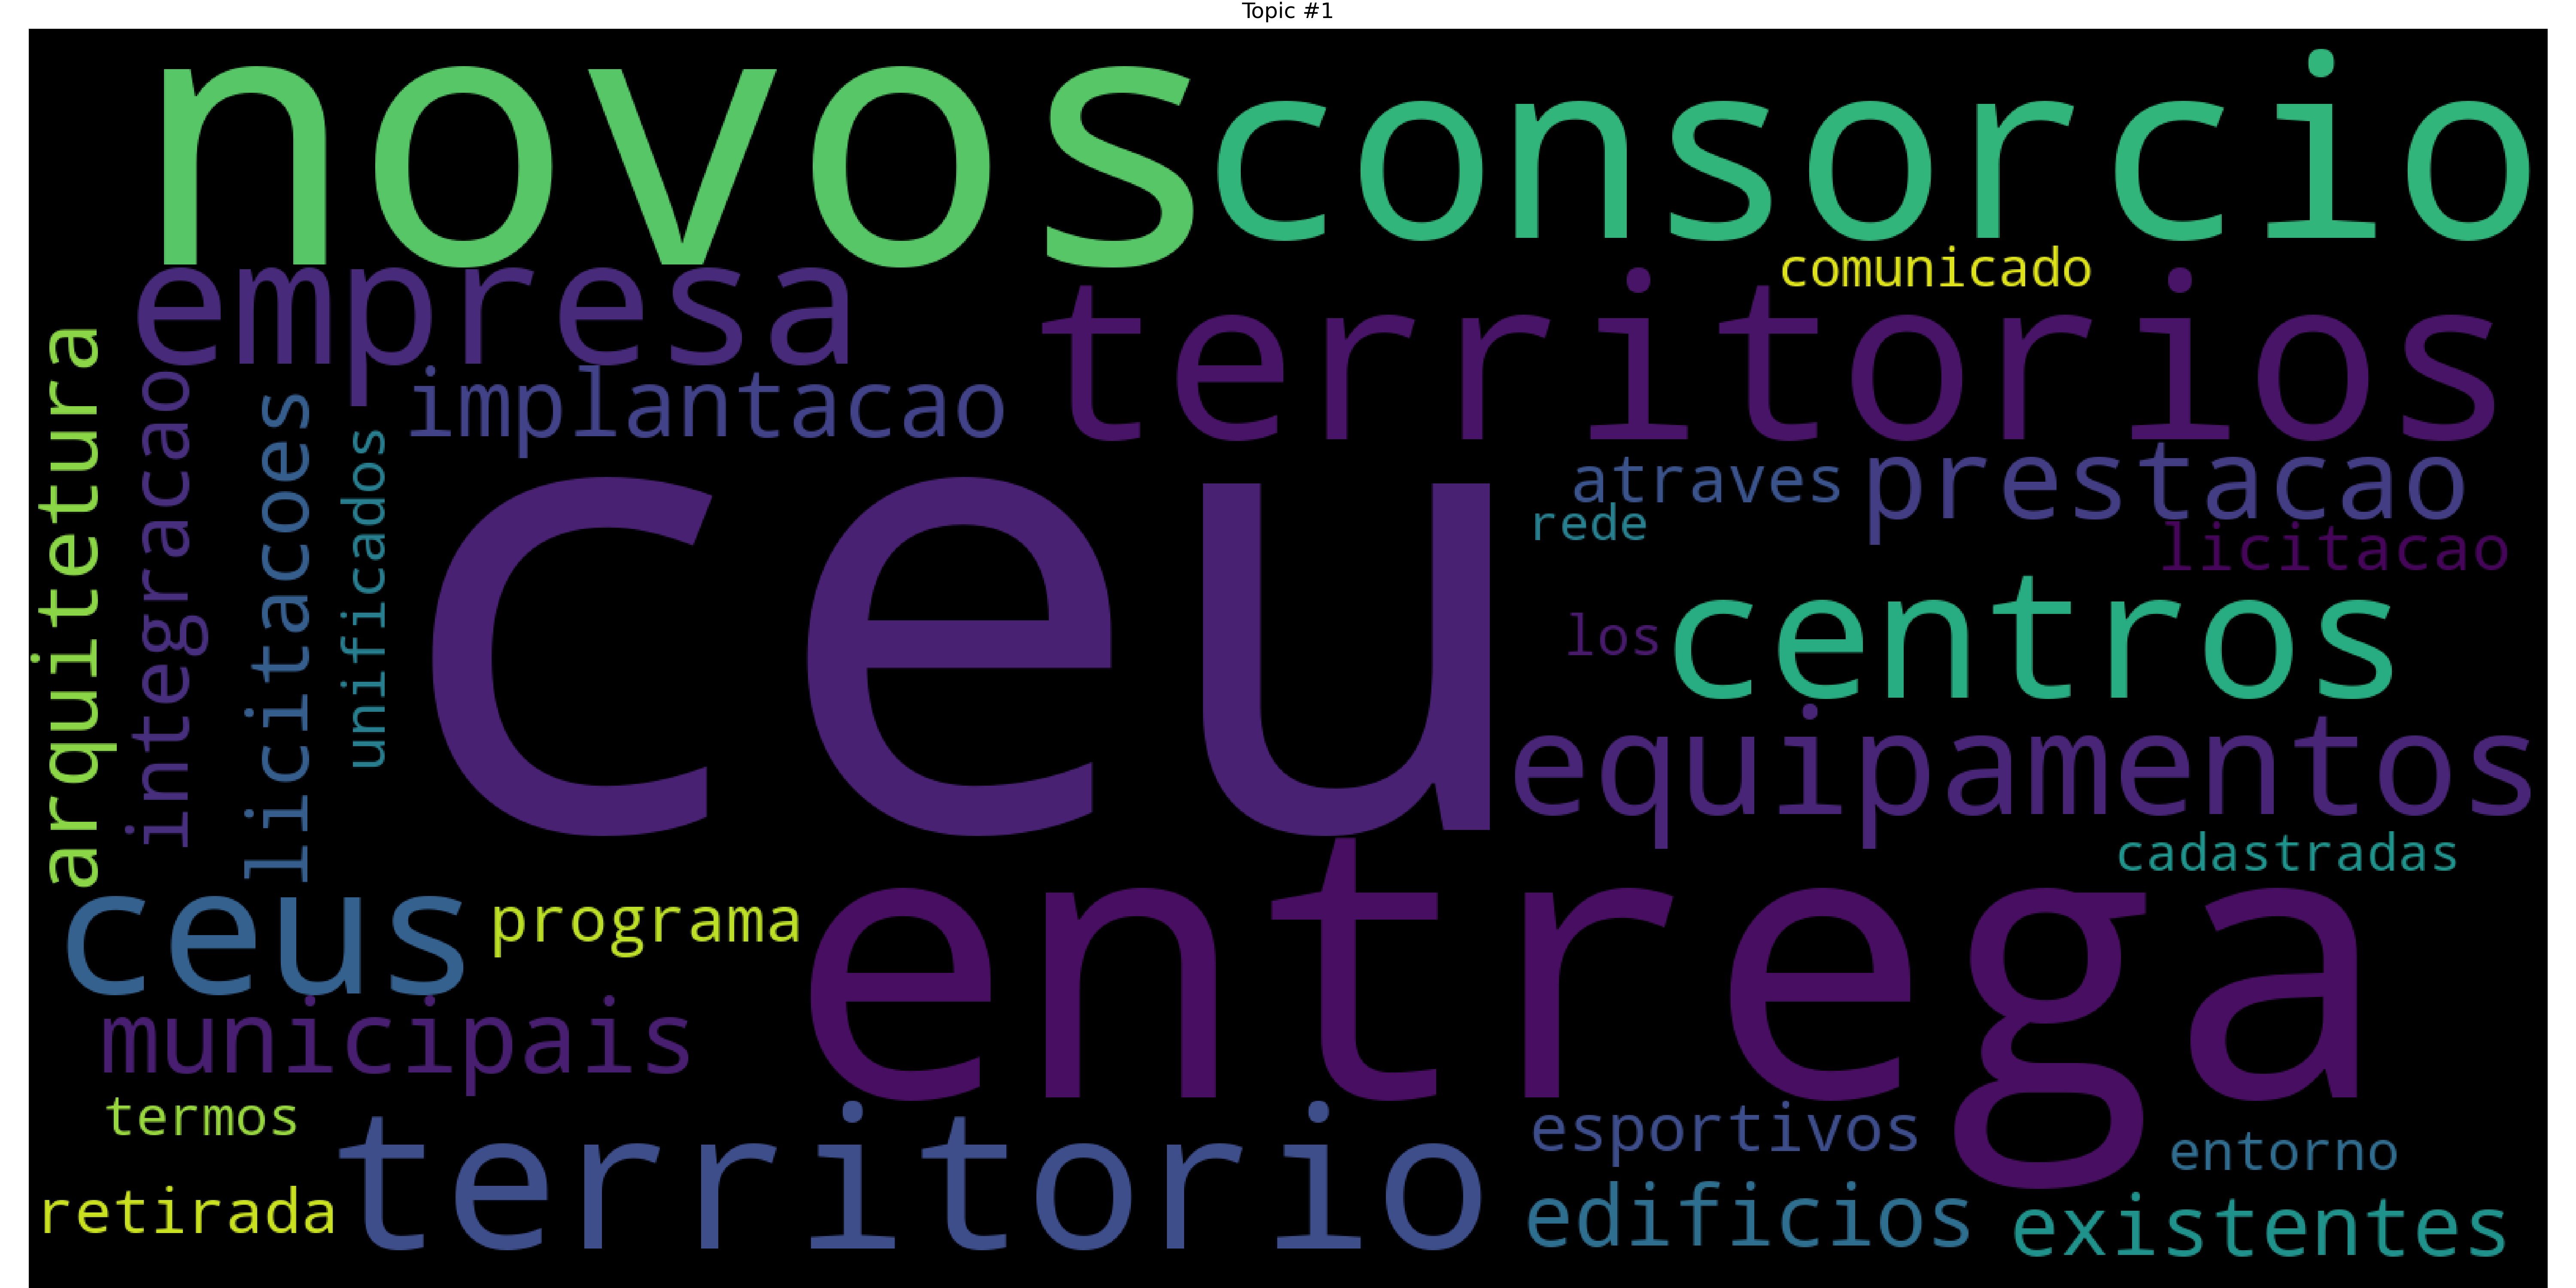 Topic #1
novos
consorcio
comunicado
empresa
territorios
arquitetura
integracao
licitacoes
unificados
implantacao
atraves
prestacao
rede
licitacao
ceu
los
centros
equipamentos
cadastradas
ceus
programa
entrega
municipais
termos
territorio
esportivos
entorno
retirada
edificios
existentes